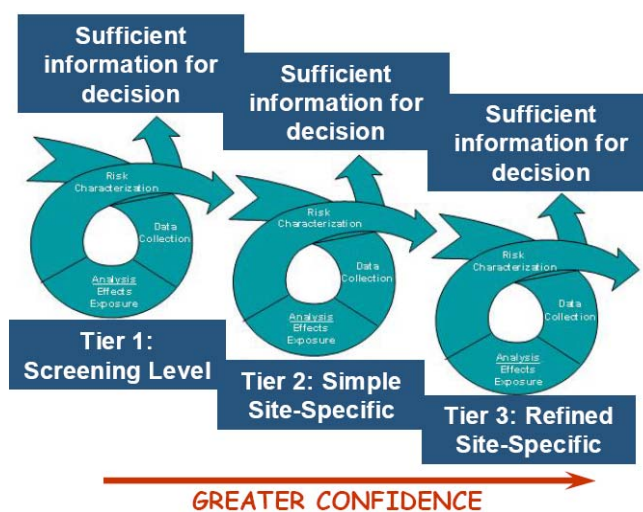 Sufficient
information for
decision
Sufficient
information for
decision
Sufficient
information for
decision
Risk
Characterization
Data
Collection
Analysis
Effects
Exposure
Risk
Characterization
Data
Collection
Analysis
Effects
Exposure
Risk
Characterization
Data
Collection
Analysis
Effects
Exposure
Tier 1:
Screening Level
Tier 2: Simple
Site-Specific
Tier 3: Refined
Site-Specific
GREATER CONFIDENCE